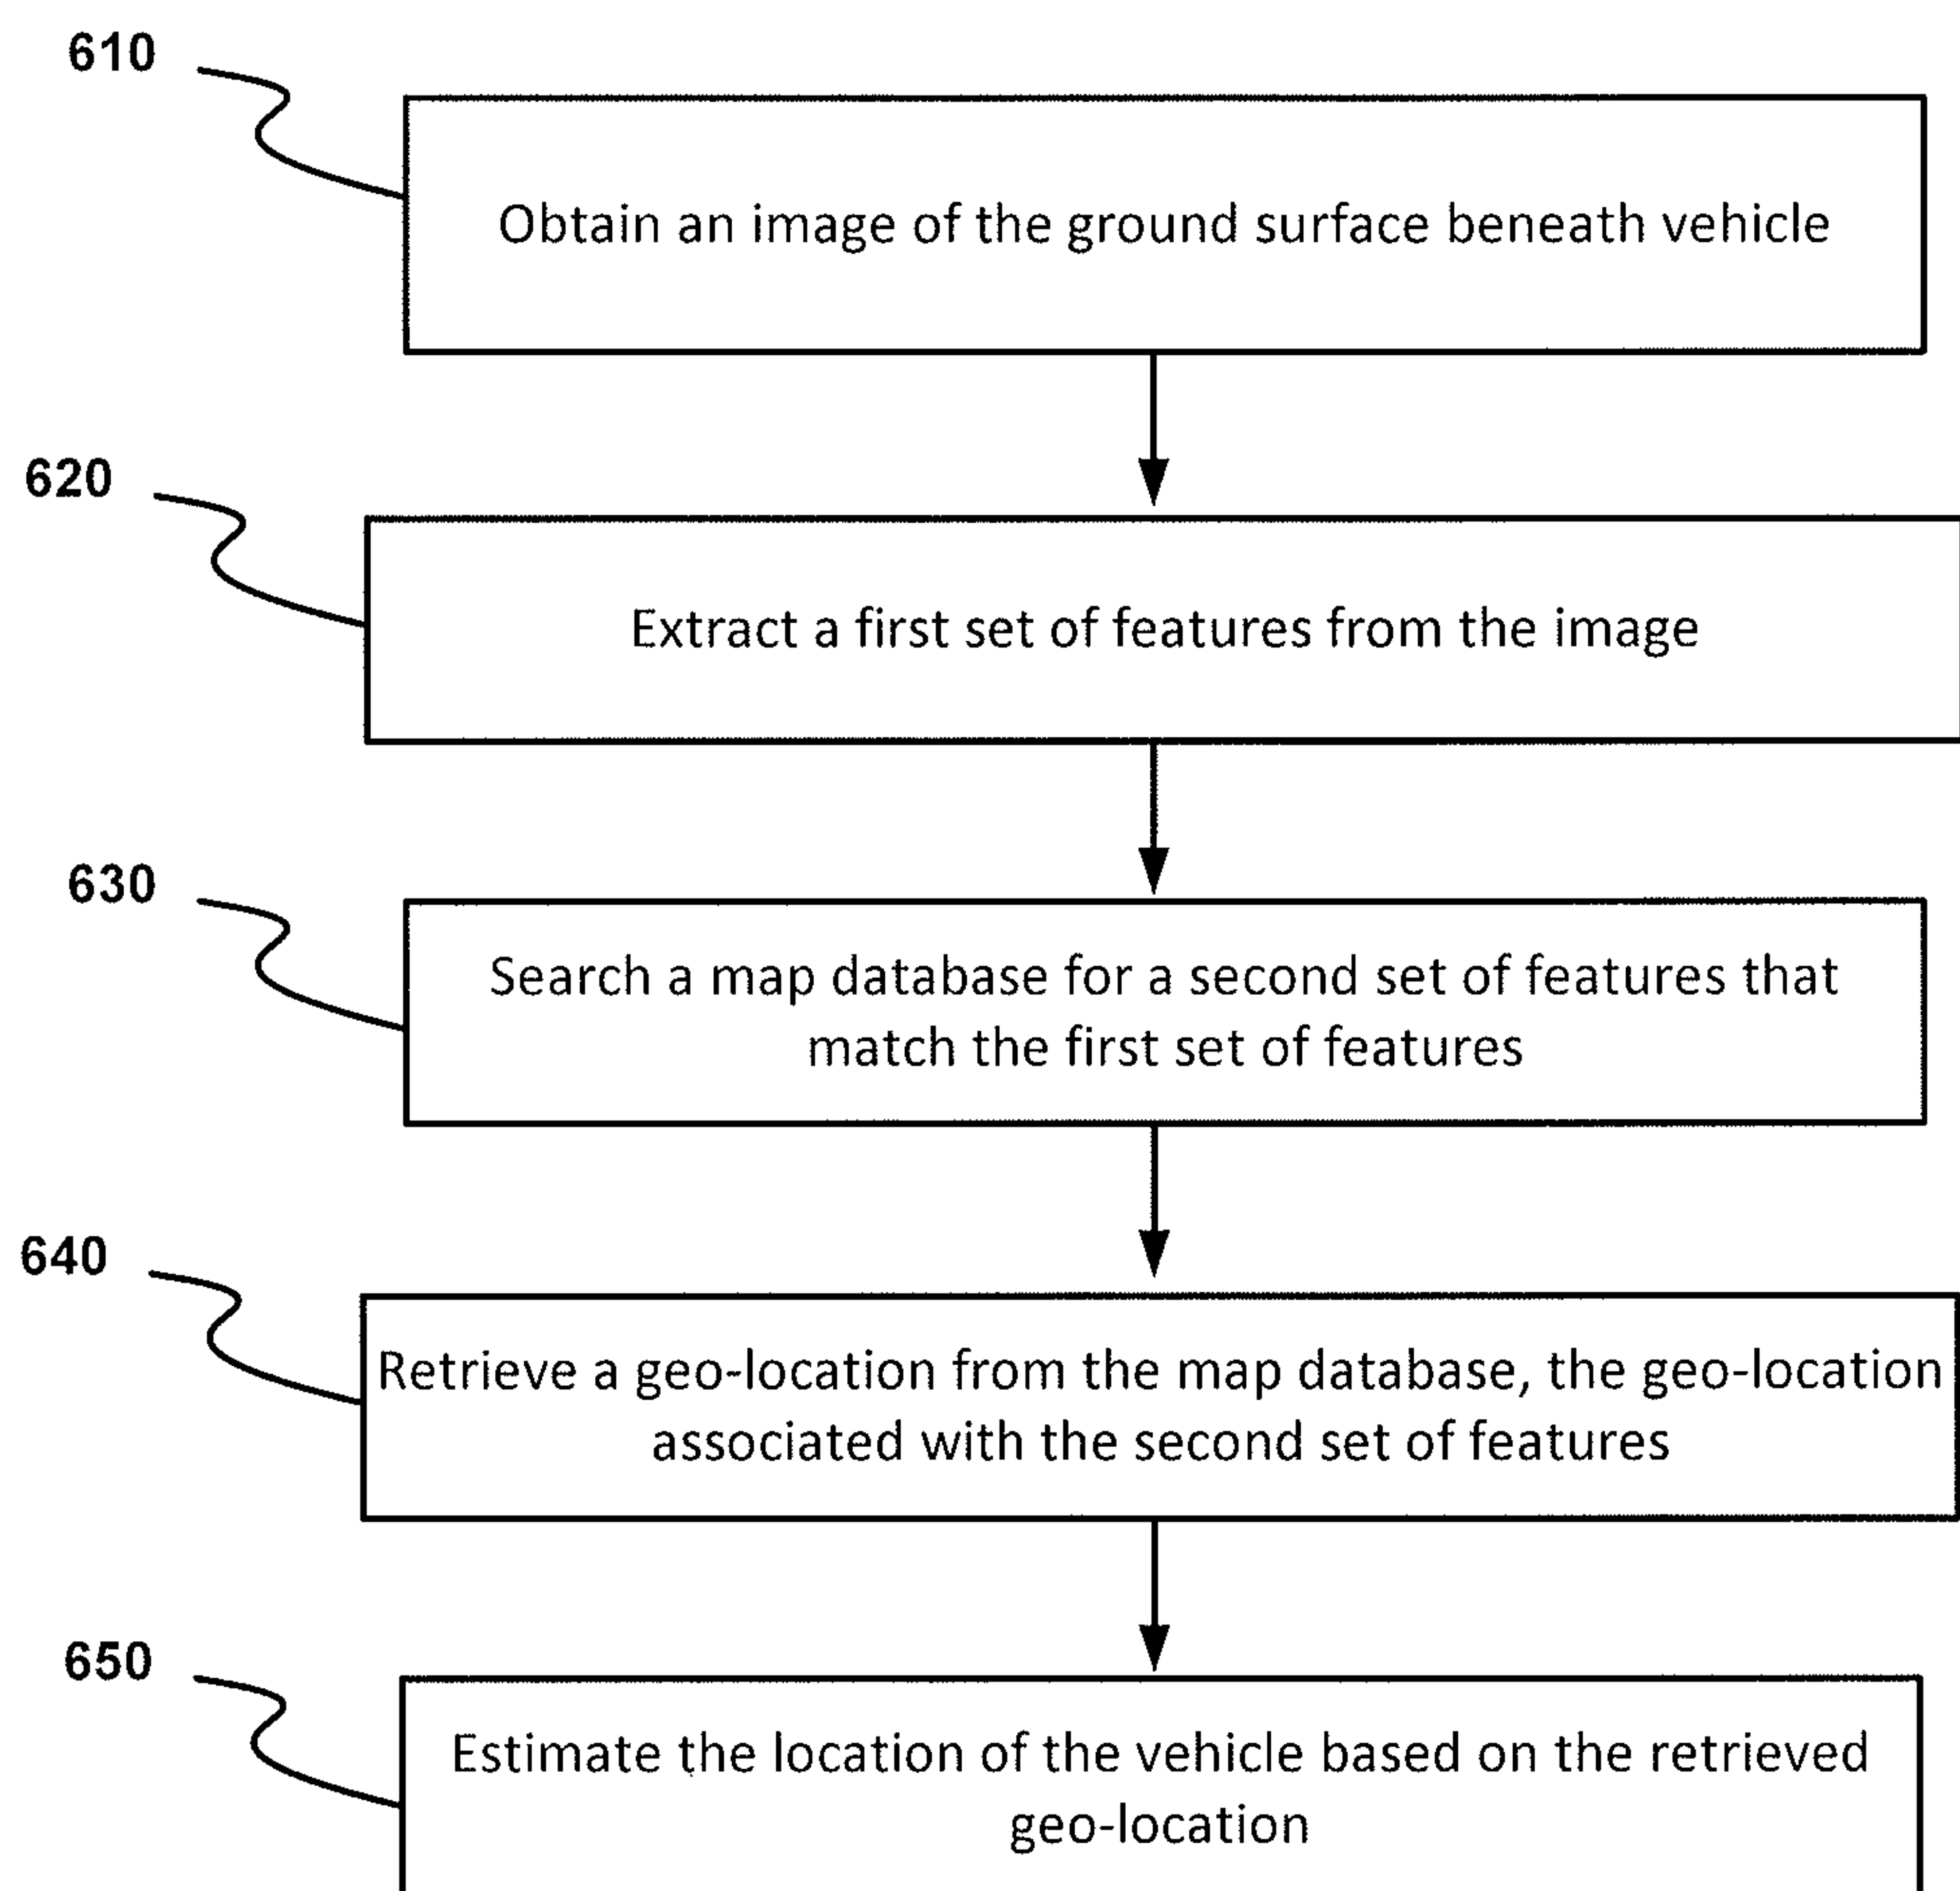 610
Obtain an image of the ground surface beneath vehicle
620
Extract a first set of features from the image
630
Search a map database for a second set of features that
match the first set of features
640
Retrieve a geo-location from the map database, the geo-location
associated with the second set of features
650
Estimate the location of the vehicle based on the retrieved
geo-location